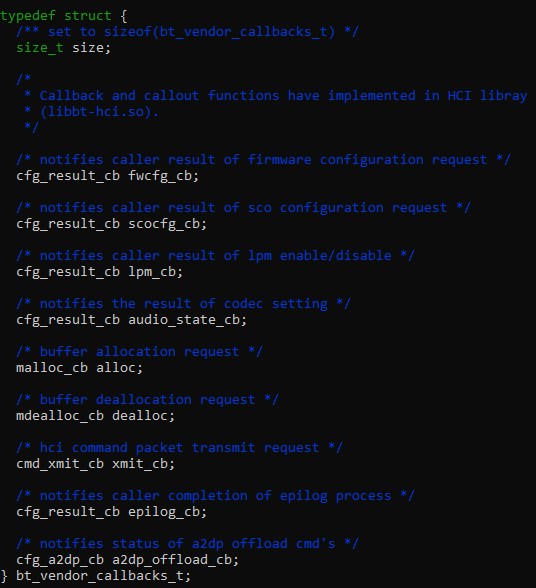 typedef struct {
  /** set to sizeof(bt_vendor_callbacks_t) */
  size_t size;

  /*
   * Callback and callout functions have implemented in HCI libray
   * (libbt-hci.so).
   */

  /* notifies caller result of firmware configuration request */
  cfg_result_cb fwcfg_cb;

  /* notifies caller result of sco configuration request */
  cfg_result_cb scocfg_cb;

  /* notifies caller result of lpm enable/disable */
  cfg_result_cb lpm_cb;

  /* notifies the result of codec setting */
  cfg_result_cb audio_state_cb;

  /* buffer allocation request */
  malloc_cb alloc;

  /* buffer deallocation request */
  mdealloc_cb dealloc;

  /* hci command packet transmit request */
  cmd_xmit_cb xmit_cb;

  /* notifies caller completion of epilog process */
  cfg_result_cb epilog_cb;

  /* notifies status of a2dp offload cmd's */
  cfg_a2dp_cb a2dp_offload_cb;
} bt_vendor_callbacks_t;